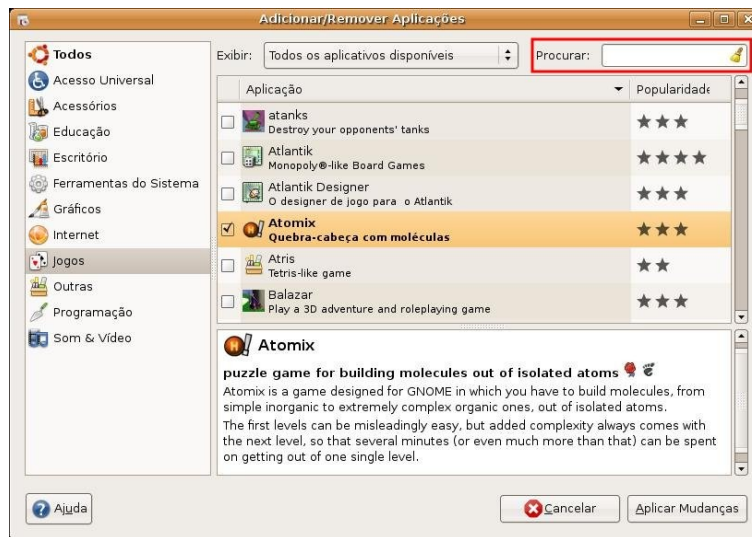 Adicionar/Remover Aplicações
Todos
Acesso Universal
Acessórios
Educação
Escritório
Ferramentas do Sistema
Gráficos
Internet
Jogos
Outras
Programação
Som & Vídeo
Exibir: Todos os aplicativos disponíveis Procurar:
Aplicação Popularidade
atanks
Destroy your opponents' tanks
Atlantik
Monopoly®-like Board Games
Atlantik Designer
O designer de jogo para o Atlantik
Atomix
Quebra-cabeça com moléculas
Atris
Tetris-like game
Balazar
Play a 3D adventure and roleplaying game
Atomix
puzzle game for building molecules out of isolated atoms
Atomix is a game designed for GNOME in which you have to build molecules, from
simple inorganic to extremely complex organic ones, out of isolated atoms.
The first levels can be misleadingly easy, but added complexity always comes with
the next level, so that several minutes (or even much more than that) can be spent
on getting out of one single level.
Ajuda Cancelar Aplicar Mudanças